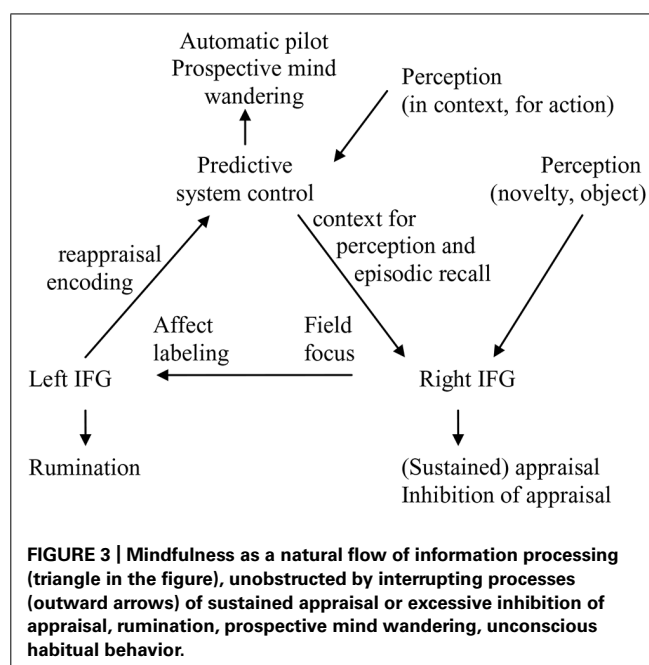 Automatic pilot
Prospective mind
wandering
Perception
(in context, for action)
Predictive
system control
Perception
(novelty, object)
context for
perception and
episodic recall
reappraisal
encoding
Affect
labeling
Field
focus
Left IFG
Right IFG
Rumination
(Sustained) appraisal
Inhibition of appraisal
FIGURE 3 | Mindfulness as a natural flow of information processing
(triangle in the figure), unobstructed by interrupting processes
(outward arrows) of sustained appraisal or excessive inhibition of
appraisal, rumination, prospective mind wandering, unconscious
habitual behavior.